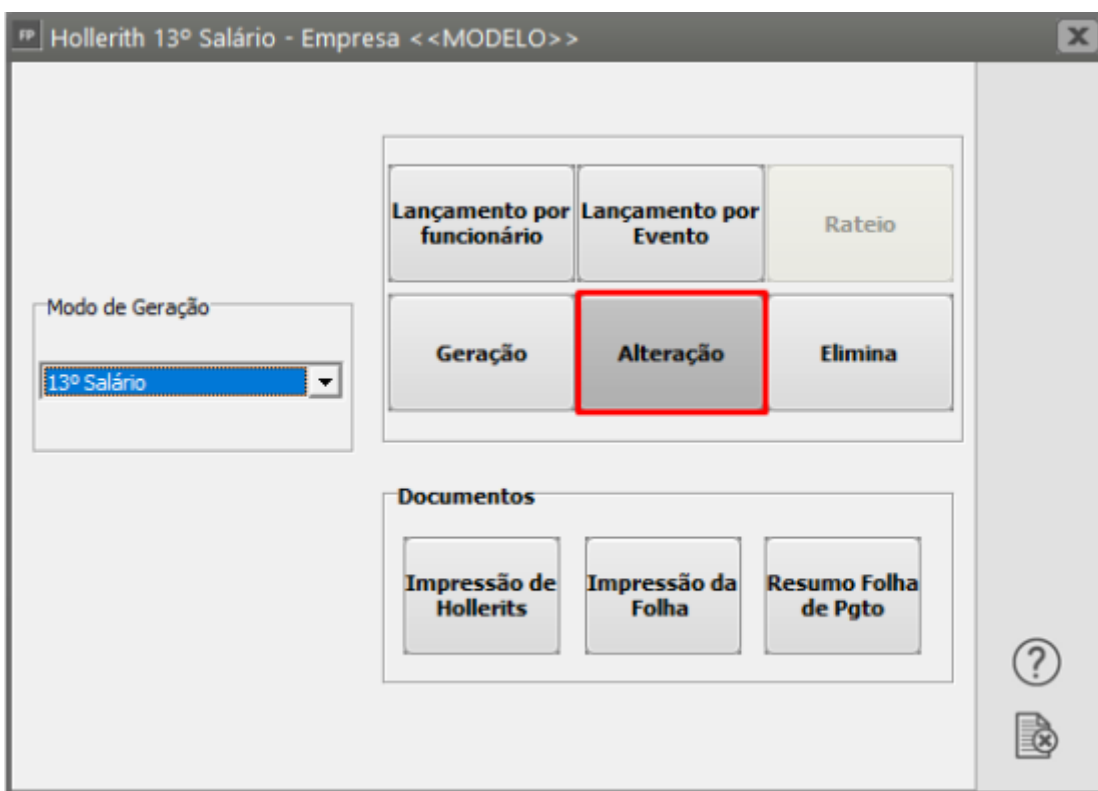 FP Hollerith 13º Salário - Empresa <<MODELO>>
Lançamento por funcionário
Lançamento por Evento
Rateio
Modo de Geração
13º Salário
Geração
Alteração
Elimina
Documentos
Impressão de Hollerits
Impressão da Folha
Resumo Folha de Pgto
?